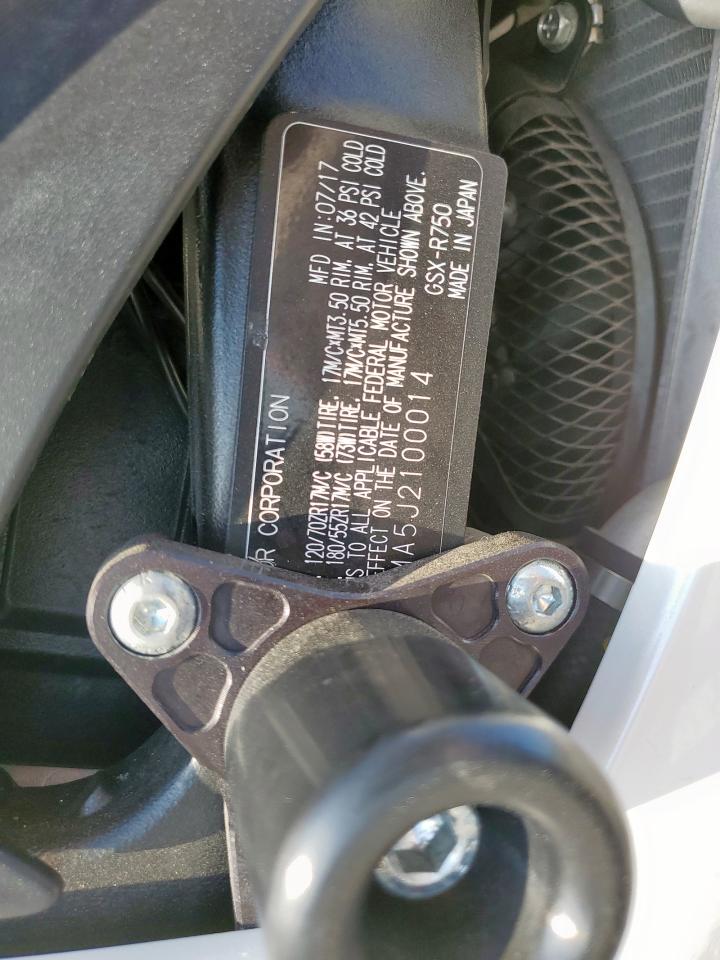 CORPORATION
MFD IN:07/17
120/70ZR17M/C (58W)TIRE, 17M/C×MT3.50 RIM, AT 36 PSI COLD
180/55ZR17M/C (73W)TIRE, 17M/C×MT5.50 RIM, AT 42 PSI COLD
TO ALL APPLICABLE FEDERAL MOTOR VEHICLE
EFFECT ON THE DATE OF MANUFACTURE SHOWN ABOVE.
A5J2100014
GSX-R750
MADE IN JAPAN